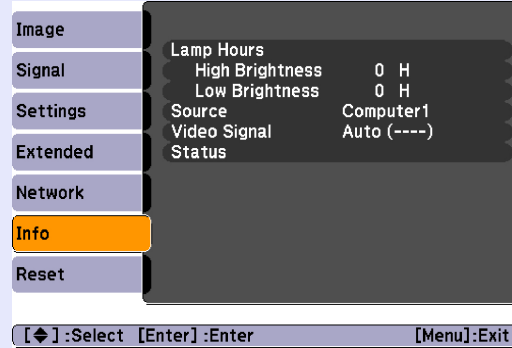 Image
Signal
Settings
Extended
Network
Info
Reset
Lamp Hours
High Brightness 0 H
Low Brightness 0 H
Source Computer1
Video Signal Auto (----)
Status
[◆] :Select [Enter] :Enter [Menu]:Exit